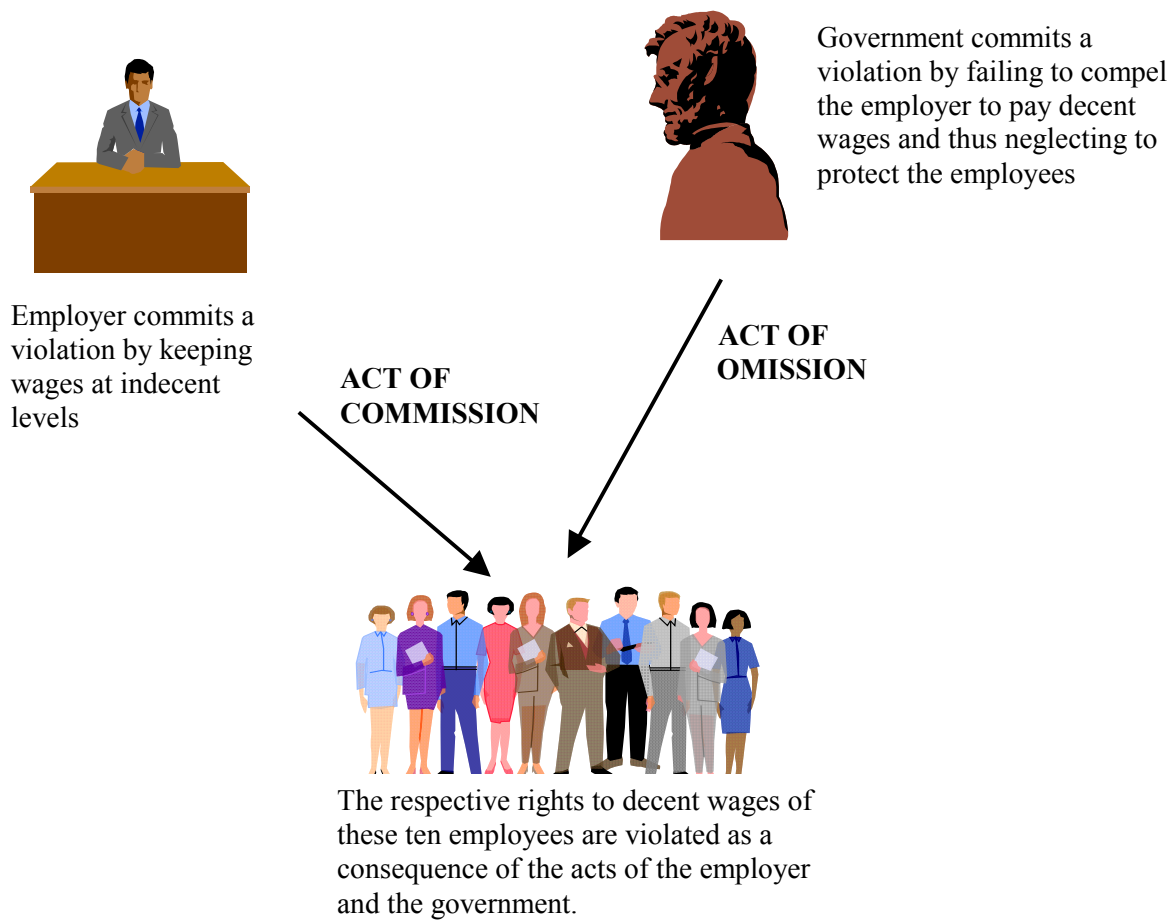 Government commits a
violation by failing to compel
the employer to pay decent
wages and thus neglecting to
protect the employees
Employer commits a
violation by keeping
wages at indecent
levels
ACT OF
COMMISSION
ACT OF
OMISSION
The respective rights to decent wages of
these ten employees are violated as a
consequence of the acts of the employer
and the government.